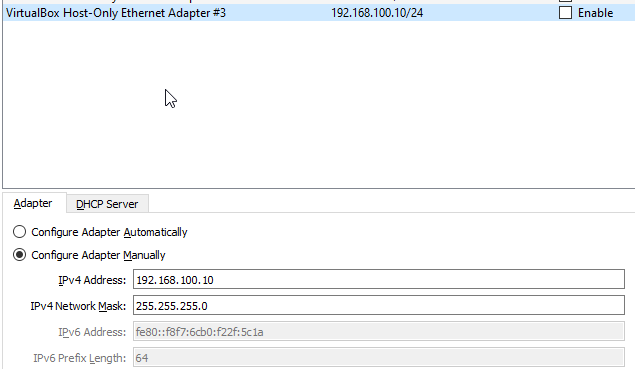 VirtualBox Host-Only Ethernet Adapter #3 192.168.100.10/24 Enable
Adapter DHCP Server
Configure Adapter Automatically
Configure Adapter Manually
IPv4 Address: 192.168.100.10
IPv4 Network Mask: 255.255.255.0
IPv6 Address: fe80::f8f7:6cb0:f22f:5c1a
IPv6 Prefix Length: 64